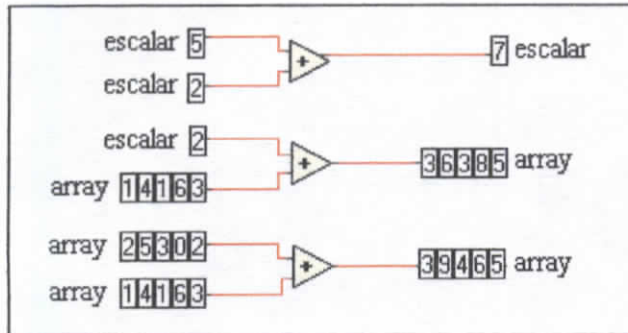 escalar 5
+
7 escalar
escalar 2
escalar 2
+
3 6 3 8 5 array
array 1 4 1 6 3
array 2 5 3 0 2
+
3 9 4 6 5 array
array 1 4 1 6 3